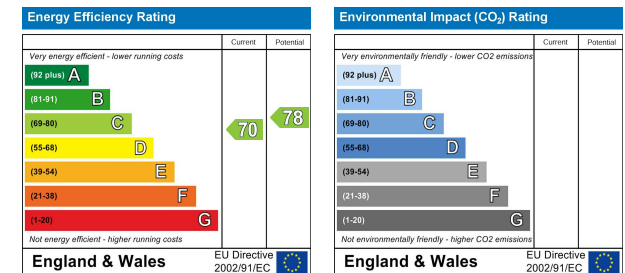 Energy Efficiency Rating
Current Potential
Very energy efficient - lower running costs
(92 plus) A
(81-91) B
(69-80) C
70 78
(55-68) D
(39-54) E
(21-38) F
(1-20) G
Not energy efficient - higher running costs
England & Wales
EU Directive
2002/91/EC
Environmental Impact (CO₂) Rating
Current Potential
Very environmentally friendly - lower CO2 emissions
(92 plus) A
(81-91) B
(69-80) C
(55-68) D
(39-54) E
(21-38) F
(1-20) G
Not environmentally friendly - higher CO2 emissions
England & Wales
EU Directive
2002/91/EC